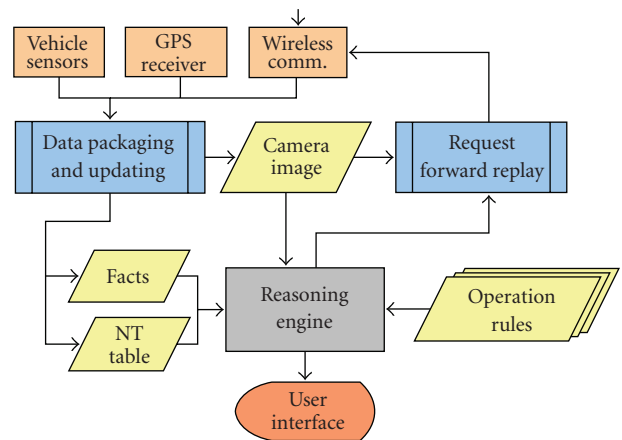 Vehicle
sensors
GPS
receiver
Wireless
comm.
Data packaging
and updating
Camera
image
Request
forward replay
Facts
NT
table
Reasoning
engine
Operation
rules
User
interface